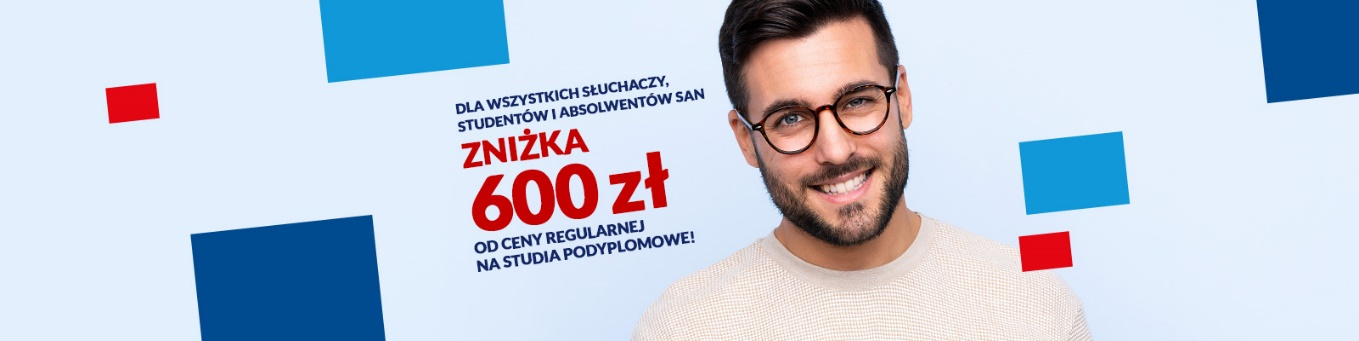 DLA WSZYSTKICH SŁUCHACZY,
STUDENTÓW I ABSOLWENTÓW SAN
ZNIŻKA
600 zł
OD CENY REGULARNEJ
NA STUDIA PODYPLOMOWE!